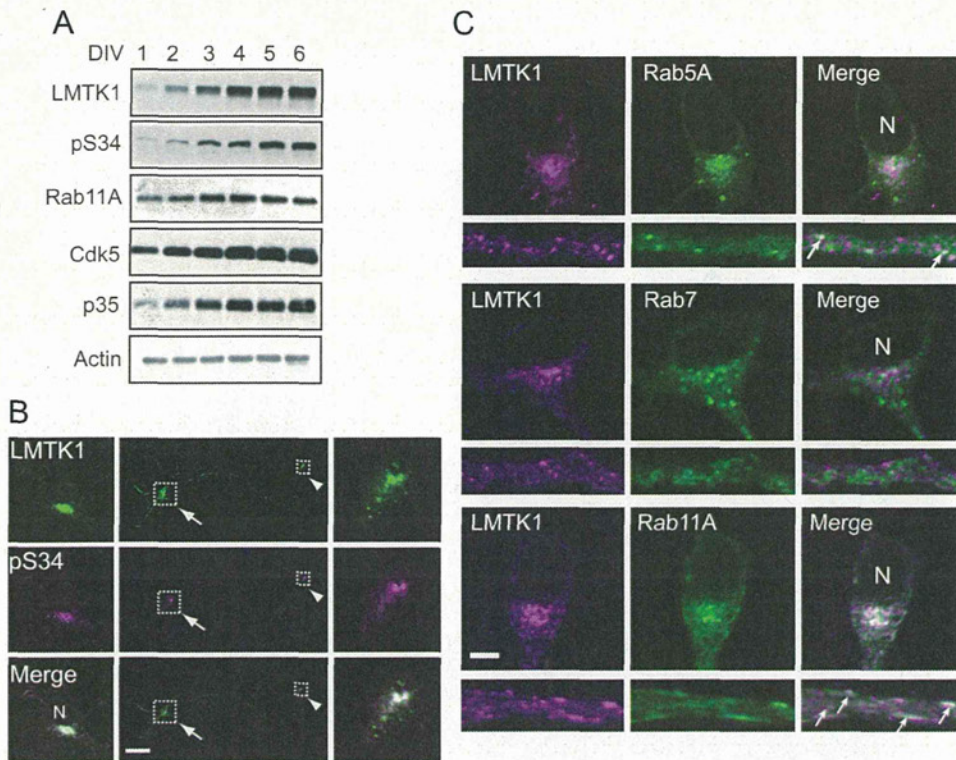 A
DIV 1 2 3 4 5 6
LMTK1
pS34
Rab11A
Cdk5
p35
Actin
B
LMTK1
pS34
Merge
N
C
LMTK1 Rab5A Merge
N
LMTK1 Rab7 Merge
N
LMTK1 Rab11A Merge
N